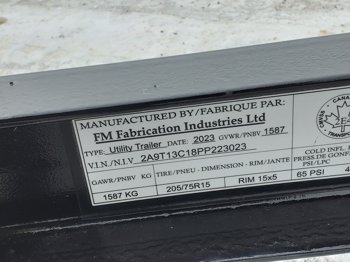 MANUFACTURED BY/FABRIQUE PAR:
FM Fabrication Industries Ltd
TYPE: Utility Trailer DATE: 2023 GVWR/PNBV 1587
V.I.N./N.I.V 2A9T13C18PP223023
GAWR/PNBV KG TIRE/PNEU - DIMENSION - RIM/JANTE COLD INFL.
PRESS.DE GONF
PSI/LPC
1587 KG 205/75R15 RIM 15x5 65 PSI
CANA